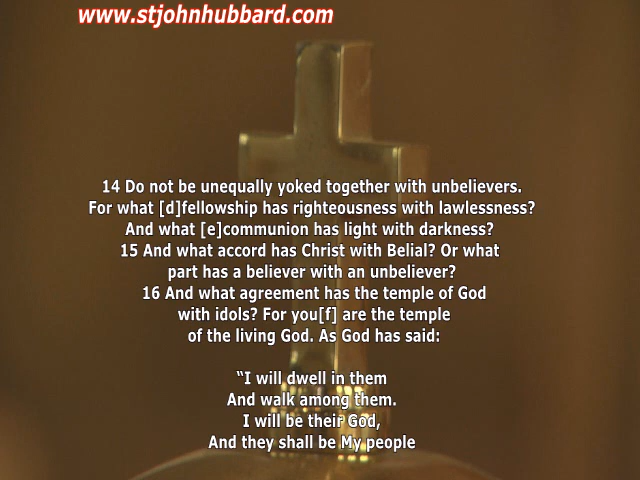 www.stjohnhubbard.com
14 Do not be unequally yoked together with unbelievers.
For what [d]fellowship has righteousness with lawlessness?
And what [e]communion has light with darkness?
15 And what accord has Christ with Belial? Or what
part has a believer with an unbeliever?
16 And what agreement has the temple of God
with idols? For you[f] are the temple
of the living God. As God has said:
“I will dwell in them
And walk among them.
I will be their God,
And they shall be My people